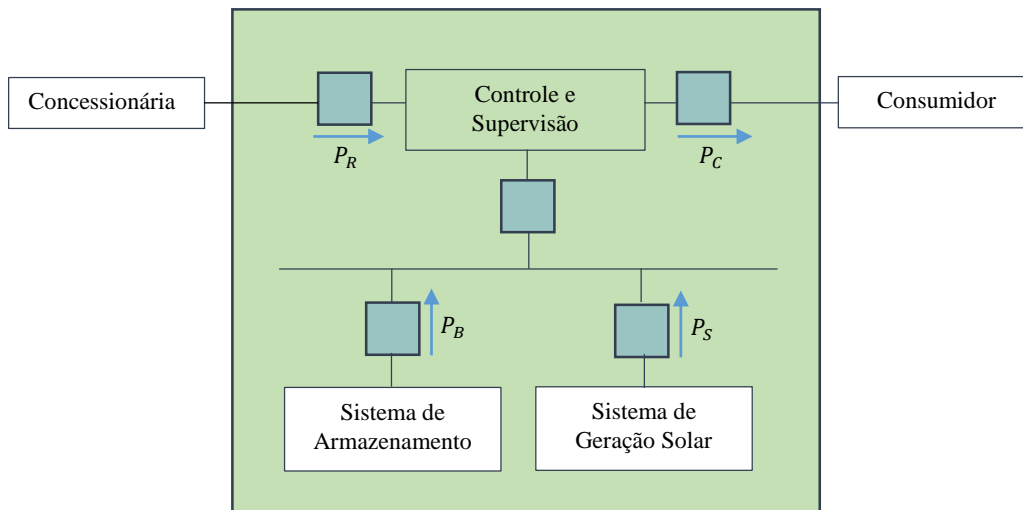 Concessionária
Controle e
Supervisão
Consumidor
P_R
P_C
P_B
P_S
Sistema de
Armazenamento
Sistema de
Geração Solar